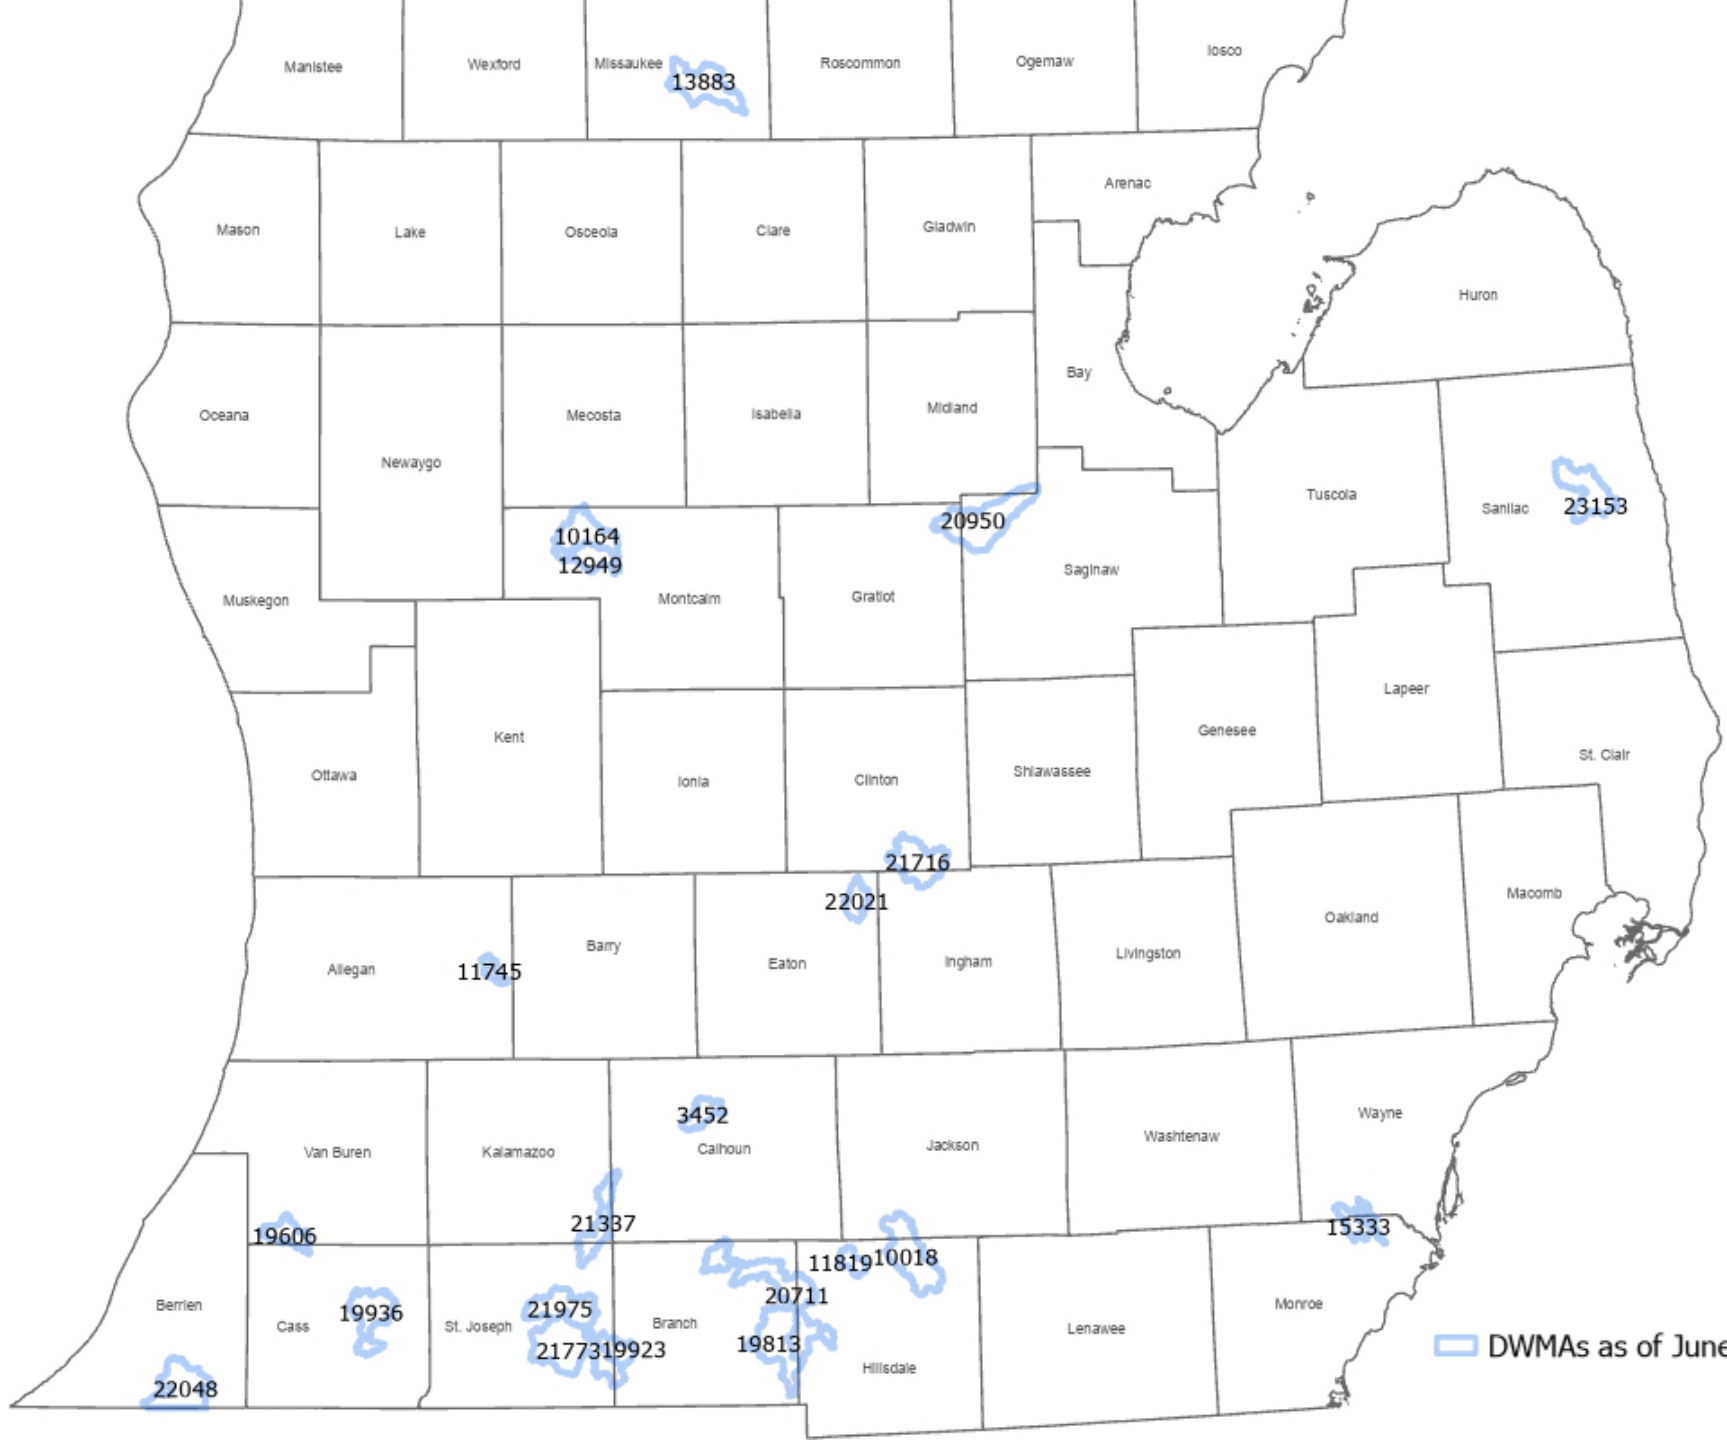 Manistee
Wexford
Missaukee
13883
Roscommon
Ogemaw
Iosco
Mason
Lake
Osceola
Clare
Gladwin
Arenac
Huron
Oceana
Newaygo
Mecosta
Isabella
Midland
Bay
Tuscola
Sanilac
23153
10164
12949
20950
Saginaw
Muskegon
Montcalm
Gratiot
Lapeer
Kent
Genesee
St. Clair
Ottawa
Ionia
Clinton
Shiawassee
21716
22021
Macomb
Oakland
Barry
Allegan
11745
Eaton
Ingham
Livingston
3452
Wayne
Van Buren
Kalamazoo
Calhoun
Jackson
Washtenaw
19606
21337
15333
11819
10018
20711
Berrien
Cass
19936
St. Joseph
21975
Branch
Monroe
Lenawee
21773
19923
19813
Hillsdale
22048
DWMAs as of June